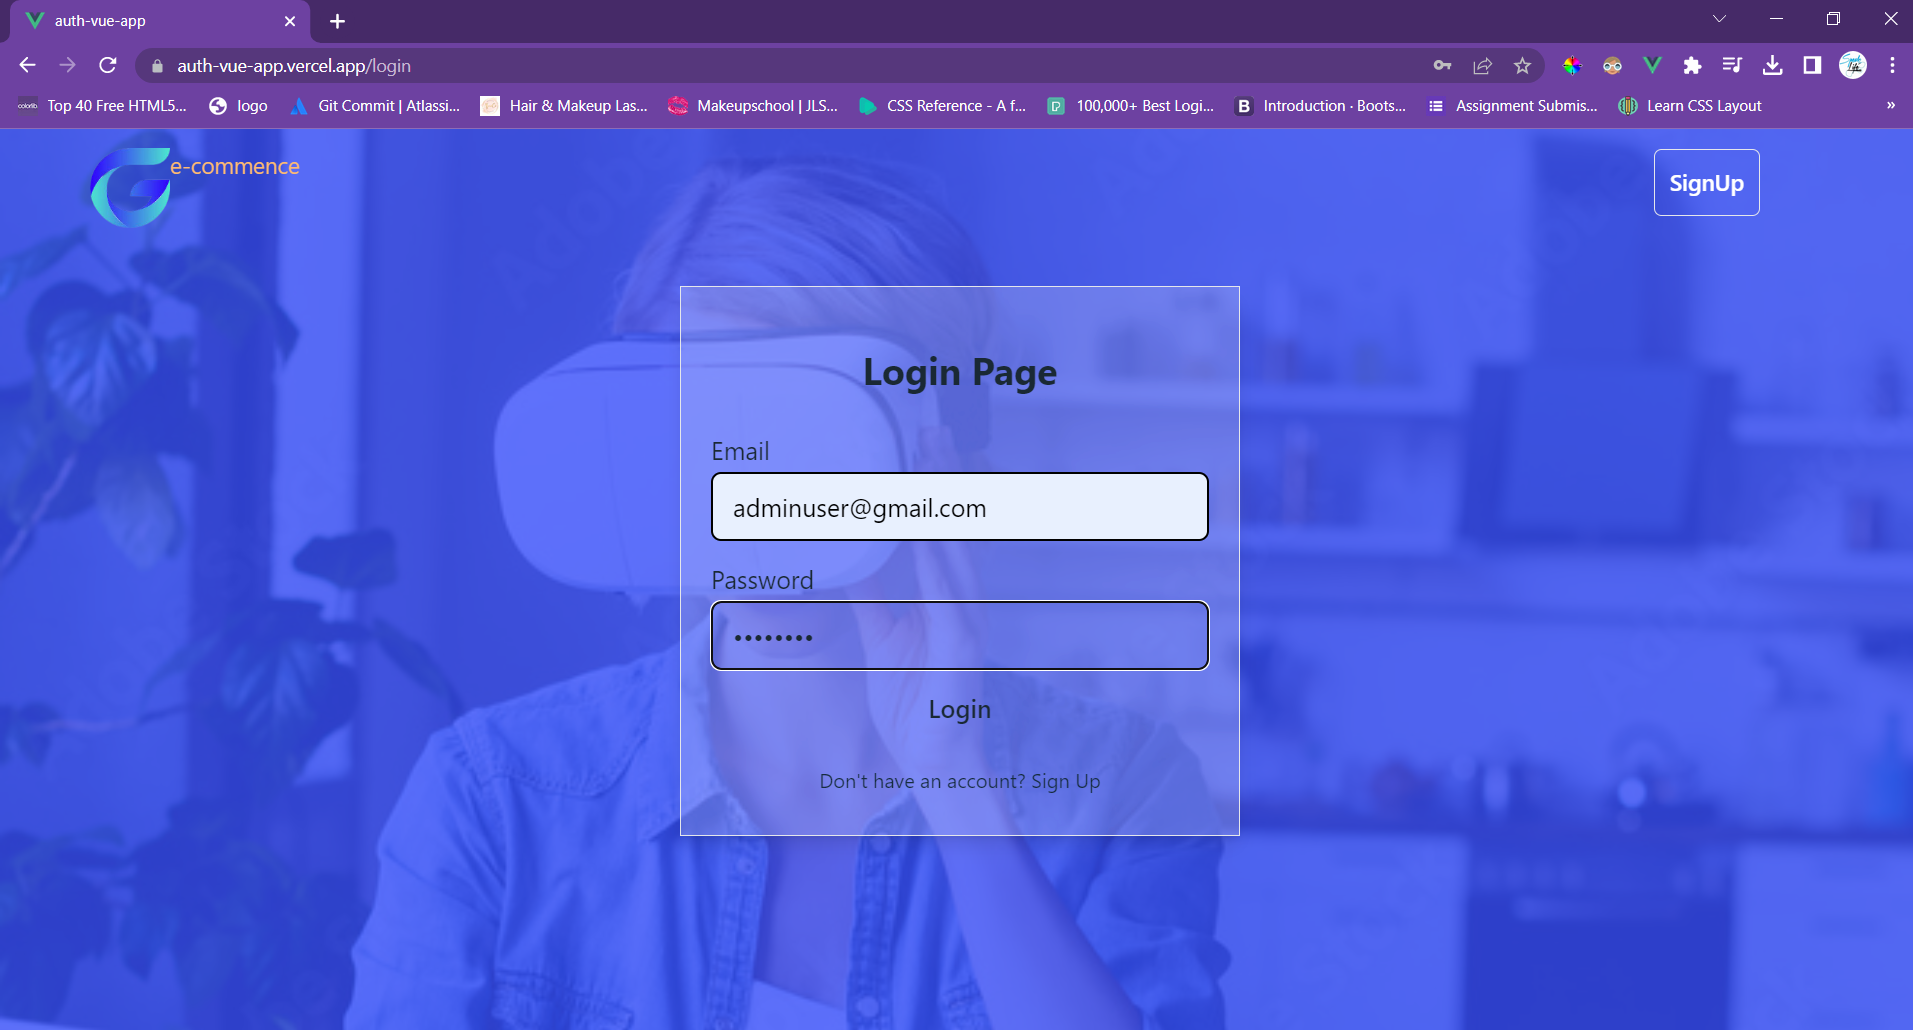 auth-vue-app
auth-vue-app.vercel.app/login
colorlib. Top 40 Free HTML5... logo Git Commit | Atlassi... Hair & Makeup Las... Makeupschool | JLS... CSS Reference - A f... 100,000+ Best Logi... B Introduction · Boots... Assignment Submis... Learn CSS Layout »
e-commence
SignUp
Login Page
Email
adminuser@gmail.com
Password
••••••••
Login
Don't have an account? Sign Up